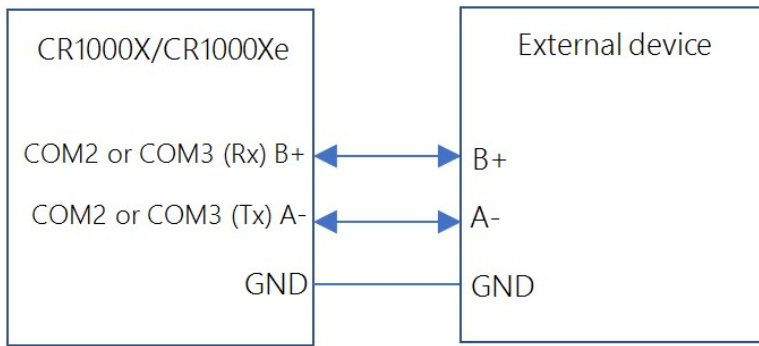 CR1000X/CR1000Xe
External device
COM2 or COM3 (Rx) B+
B+
COM2 or COM3 (Tx) A-
A-
GND
GND